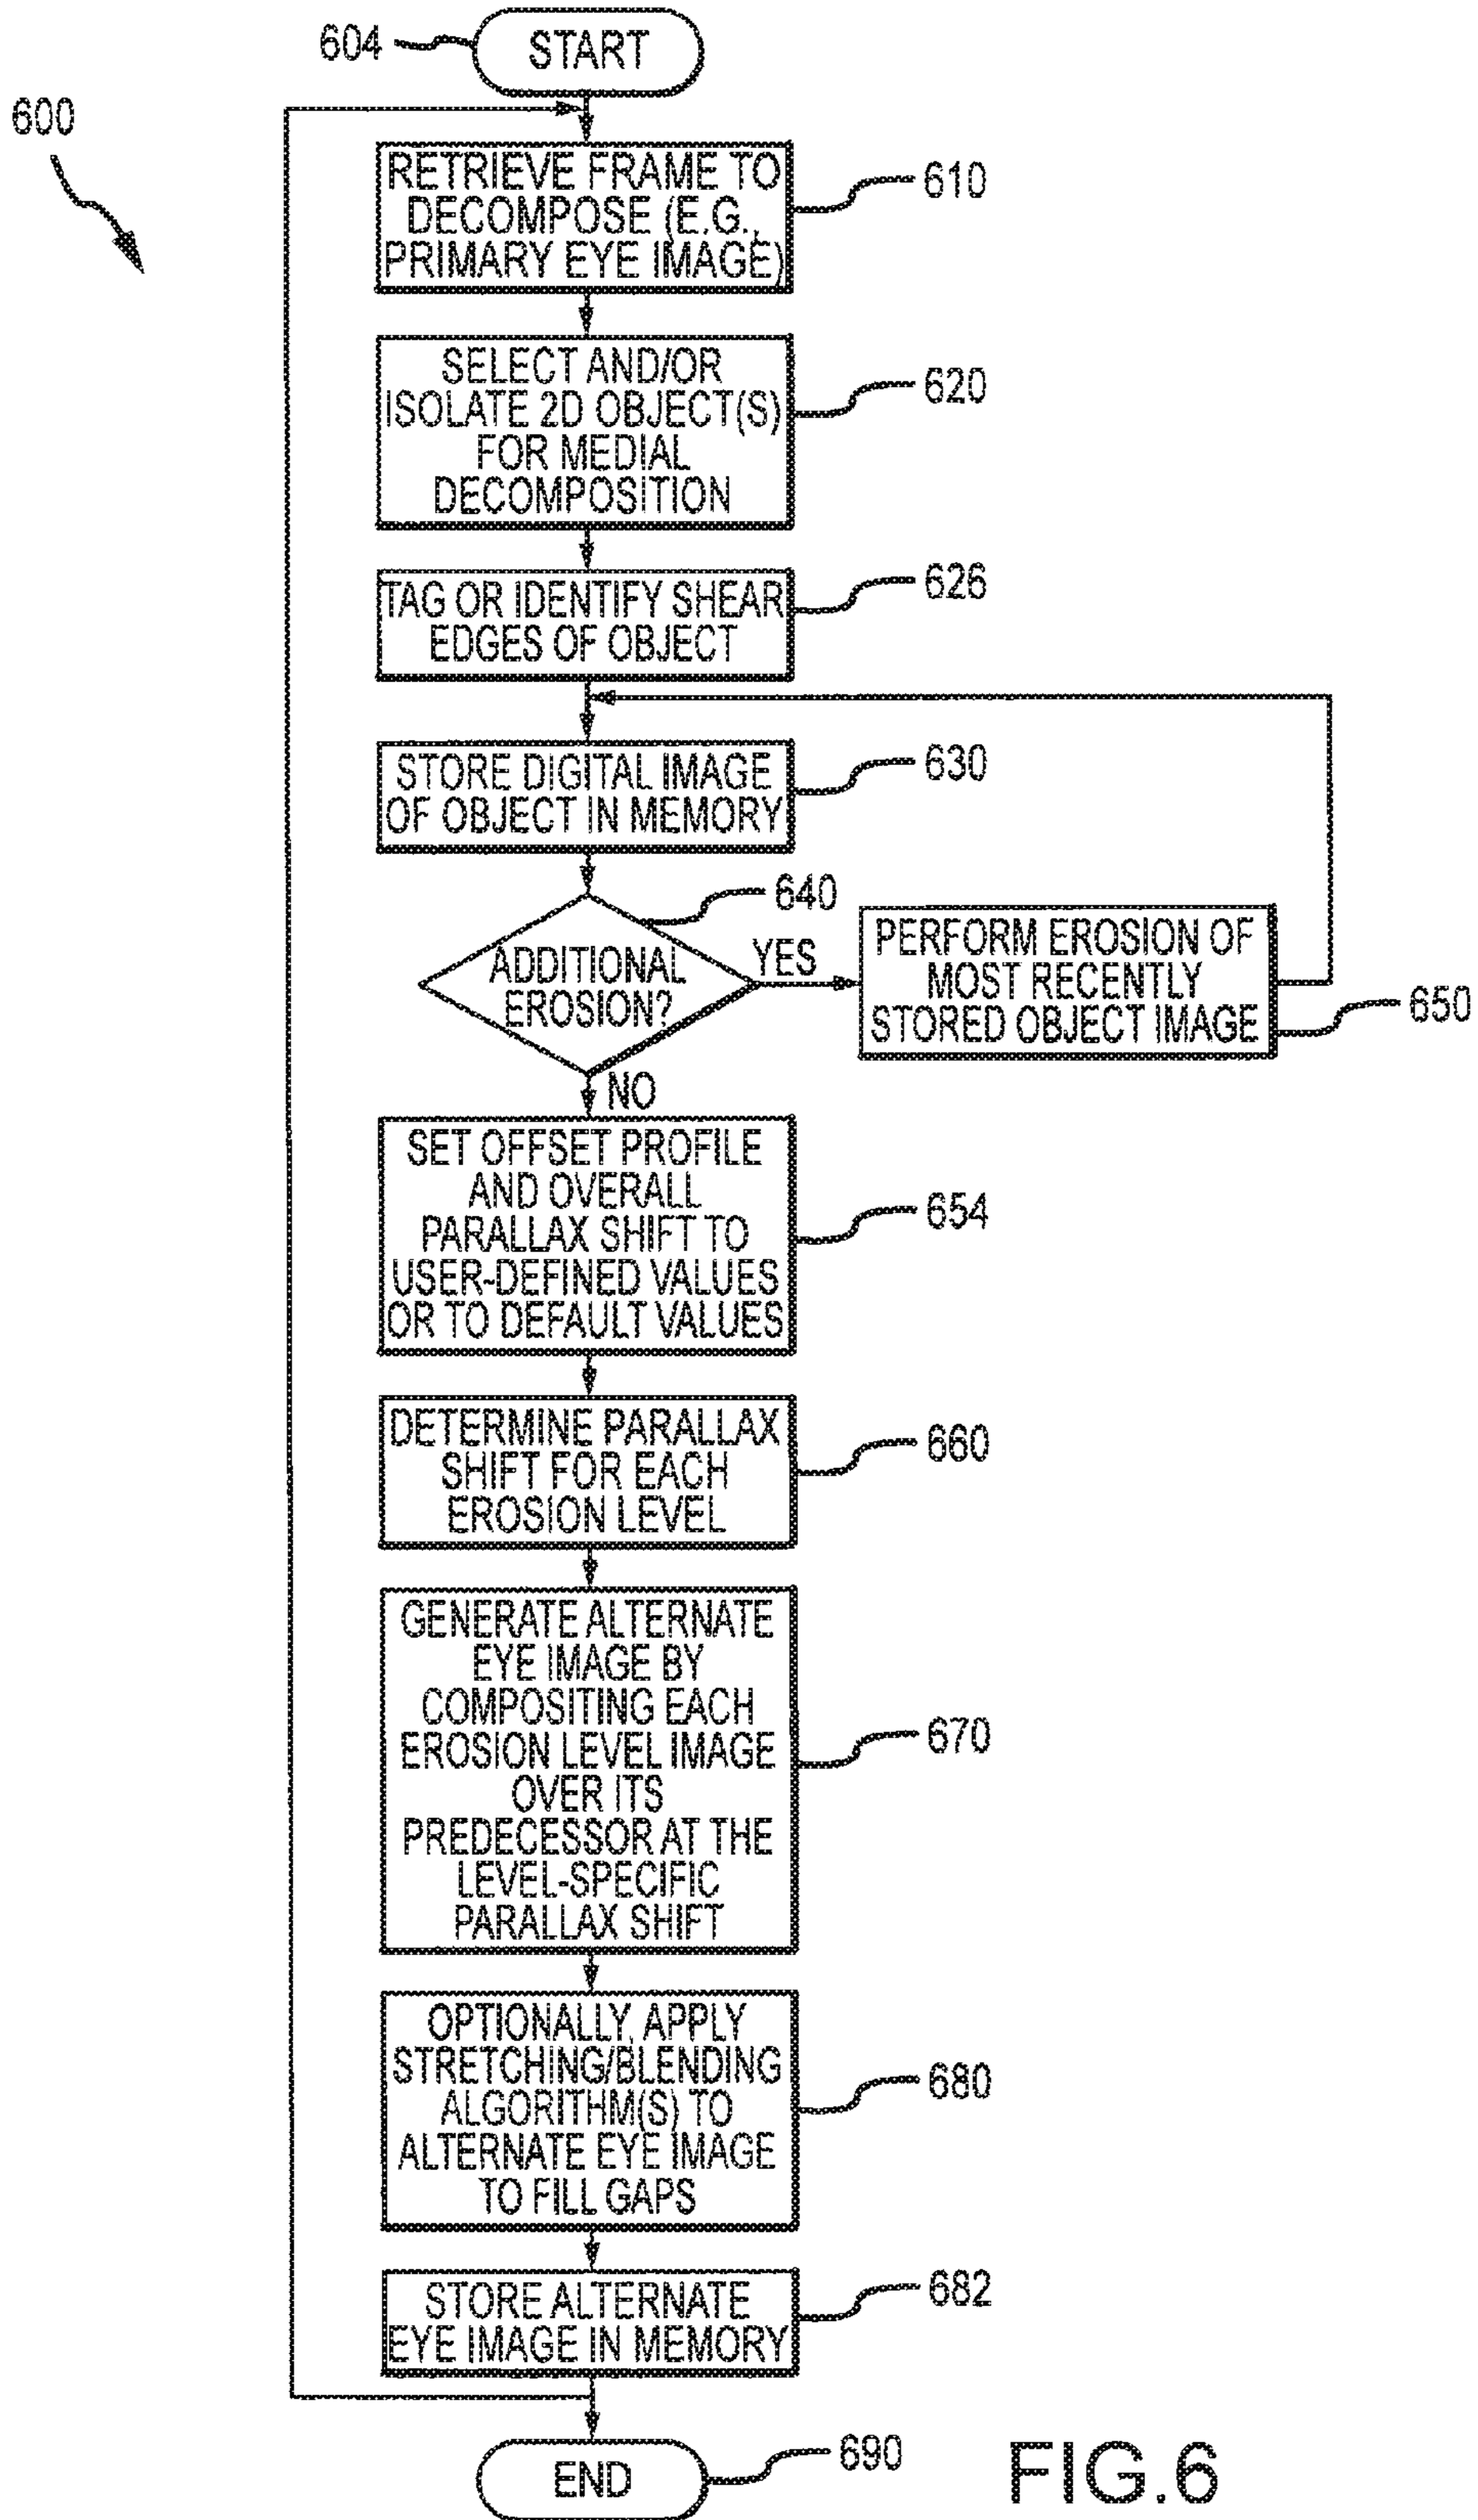 604
START
600
RETRIEVE FRAME TO
DECOMPOSE (E.G.,
PRIMARY EYE IMAGE)
610
SELECT AND/OR
ISOLATE 2D OBJECT(S)
FOR MEDIAL
DECOMPOSITION
620
TAG OR IDENTIFY SHEAR
EDGES OF OBJECT
626
STORE DIGITAL IMAGE
OF OBJECT IN MEMORY
630
ADDITIONAL
EROSION?
640
YES
PERFORM EROSION OF
MOST RECENTLY
STORED OBJECT IMAGE
650
NO
SET OFFSET PROFILE
AND OVERALL
PARALLAX SHIFT TO
USER-DEFINED VALUES
OR TO DEFAULT VALUES
654
DETERMINE PARALLAX
SHIFT FOR EACH
EROSION LEVEL
660
GENERATE ALTERNATE
EYE IMAGE BY
COMPOSITING EACH
EROSION LEVEL IMAGE
OVER ITS
PREDECESSOR AT THE
LEVEL-SPECIFIC
PARALLAX SHIFT
670
OPTIONALLY, APPLY
STRETCHING/BLENDING
ALGORITHM(S) TO
ALTERNATE EYE IMAGE
TO FILL GAPS
680
STORE ALTERNATE
EYE IMAGE IN MEMORY
682
END
690
FIG.6